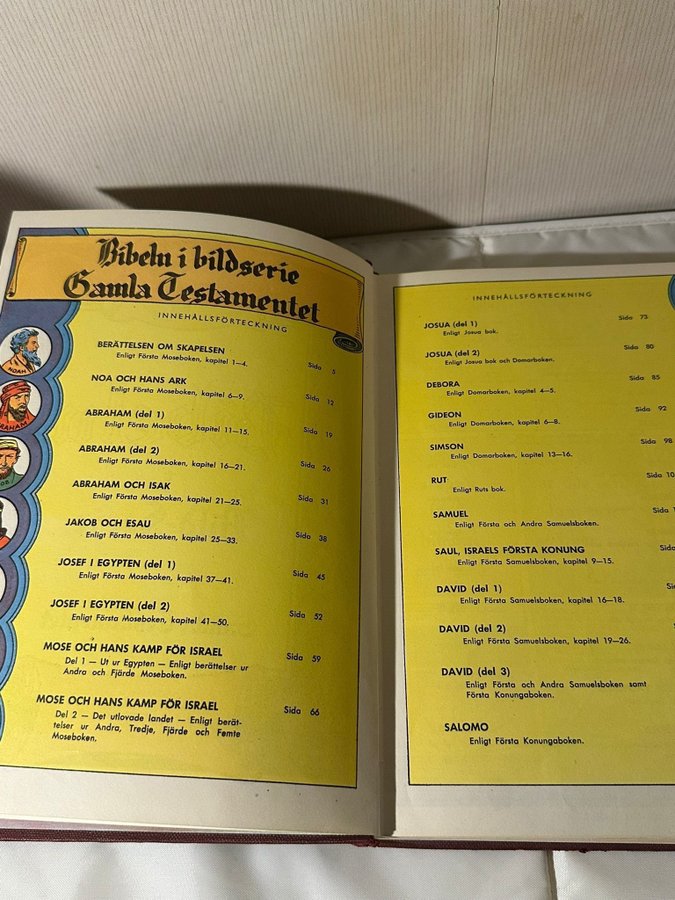 Bibeln i bildserie
Gamla Testamentet
INNEHÅLLSFÖRTECKNING
NOAH
BERÄTTELSEN OM SKAPELSEN
Enligt Första Moseboken, kapitel 1—4.
Sida 5
NOA OCH HANS ARK
Enligt Första Moseboken, kapitel 6—9.
Sida 12
ABRAHAM (del 1)
Enligt Första Moseboken, kapitel 11—15.
Sida 19
ABRAHAM (del 2)
Enligt Första Moseboken, kapitel 16—21.
Sida 26
ABRAHAM OCH ISAK
Enligt Första Moseboken, kapitel 21—25.
Sida 31
JAKOB OCH ESAU
Enligt Första Moseboken, kapitel 25—33.
Sida 38
JOSEF I EGYPTEN (del 1)
Enligt Första Moseboken, kapitel 37—41.
Sida 45
JOSEF I EGYPTEN (del 2)
Enligt Första Moseboken, kapitel 41—50.
Sida 52
MOSE OCH HANS KAMP FÖR ISRAEL
Del 1 — Ut ur Egypten — Enligt berättelser ur
Andra och Fjärde Moseboken.
Sida 59
MOSE OCH HANS KAMP FÖR ISRAEL
Del 2 — Det utlovade landet — Enligt berät-
telser ur Andra, Tredje, Fjärde och Femte
Moseboken.
Sida 66
INNEHÅLLSFÖRTECKNING
JOSUA (del 1)
Enligt Josua bok.
Sida 73
JOSUA (del 2)
Enligt Josua bok och Domarboken.
Sida 80
DEBORA
Enligt Domarboken, kapitel 4—5.
Sida 85
GIDEON
Enligt Domarboken, kapitel 6—8.
Sida 92
SIMSON
Enligt Domarboken, kapitel 13—16.
Sida 98
RUT
Enligt Ruts bok.
Sida 10
SAMUEL
Enligt Första och Andra Samuelsboken.
Sida
SAUL, ISRAELS FÖRSTA KONUNG
Enligt Första Samuelsboken, kapitel 9—15.
Sida
DAVID (del 1)
Enligt Första Samuelsboken, kapitel 16—18.
DAVID (del 2)
Enligt Första Samuelsboken, kapitel 19—26.
DAVID (del 3)
Enligt Första och Andra Samuelsboken samt
Första Konungaboken.
SALOMO
Enligt Första Konungaboken.